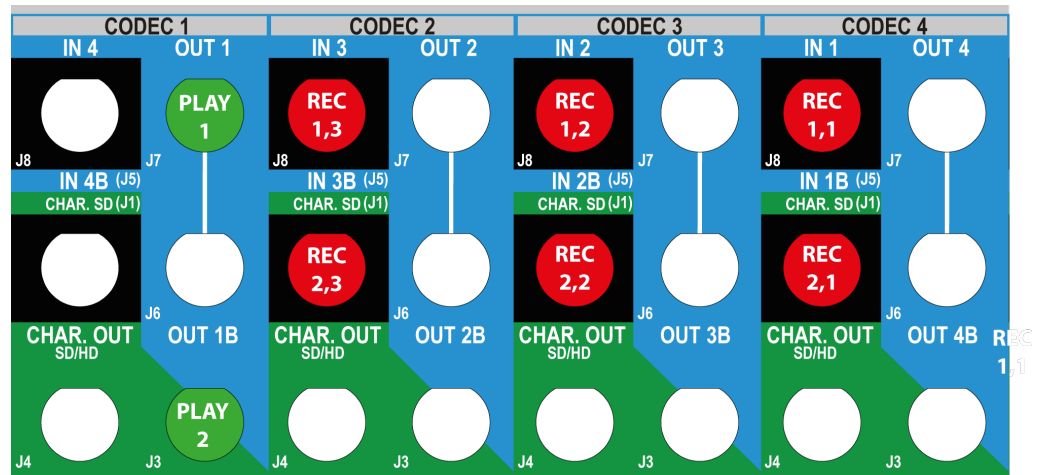 CODEC 1 CODEC 2 CODEC 3 CODEC 4
IN 4 OUT 1 IN 3 OUT 2 IN 2 OUT 3 IN 1 OUT 4
PLAY REC REC REC
1 1,3 1,2 1,1
J8 J7 J8 J7 J8 J7 J8 J7
IN 4B (J5) IN 3B (J5) IN 2B (J5) IN 1B (J5)
CHAR. SD (J1) CHAR. SD (J1) CHAR. SD (J1) CHAR. SD (J1)
REC REC REC
2,3 2,2 2,1
J6 J6 J6 J6
CHAR. OUT OUT 1B CHAR. OUT OUT 2B CHAR. OUT OUT 3B CHAR. OUT OUT 4B REC
SD/HD SD/HD SD/HD SD/HD
1,1
PLAY
2
J4 J3 J4 J3 J4 J3 J4 J3